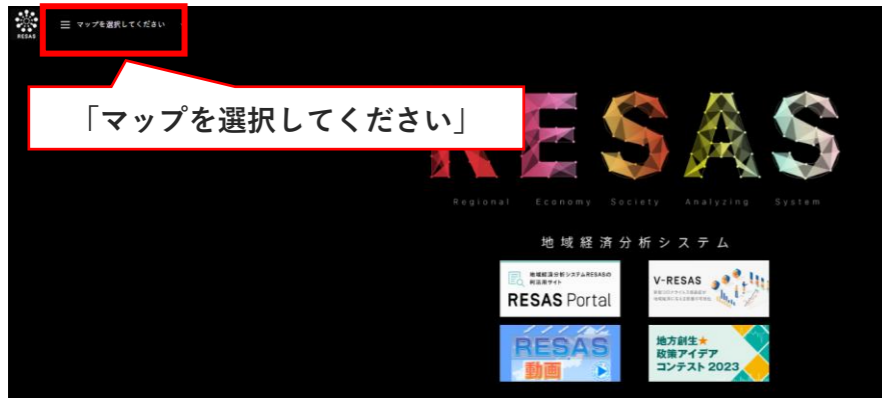 RESAS
☰ マップを選択してください
「マップを選択してください」
RESAS
Regional Economy Society Analyzing System
地域経済分析システム
地域経済分析システムRESASの
利活用サイト
RESAS Portal
V-RESAS
RESAS
動画
地方創生★
政策アイデア
コンテスト 2023